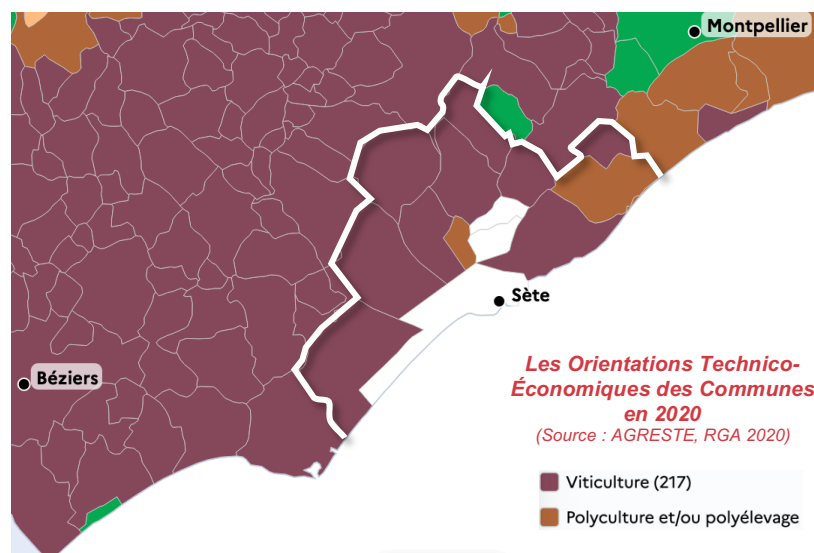 Montpellier
Sète
Béziers
Les Orientations Technico-
Économiques des Communes
en 2020
(Source : AGRESTE, RGA 2020)
Viticulture (217)
Polyculture et/ou polyélevage